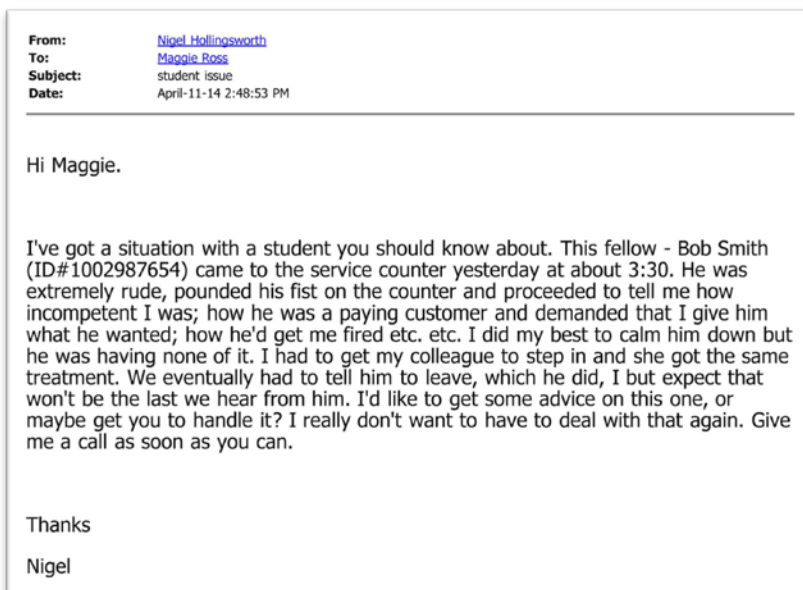 From: Nigel Hollingsworth
To: Maggie Ross
Subject: student issue
Date: April-11-14 2:48:53 PM
Hi Maggie.
I've got a situation with a student you should know about. This fellow - Bob Smith
(ID#1002987654) came to the service counter yesterday at about 3:30. He was
extremely rude, pounded his fist on the counter and proceeded to tell me how
incompetent I was; how he was a paying customer and demanded that I give him
what he wanted; how he'd get me fired etc. etc. I did my best to calm him down but
he was having none of it. I had to get my colleague to step in and she got the same
treatment. We eventually had to tell him to leave, which he did, I but expect that
won't be the last we hear from him. I'd like to get some advice on this one, or
maybe get you to handle it? I really don't want to have to deal with that again. Give
me a call as soon as you can.
Thanks
Nigel